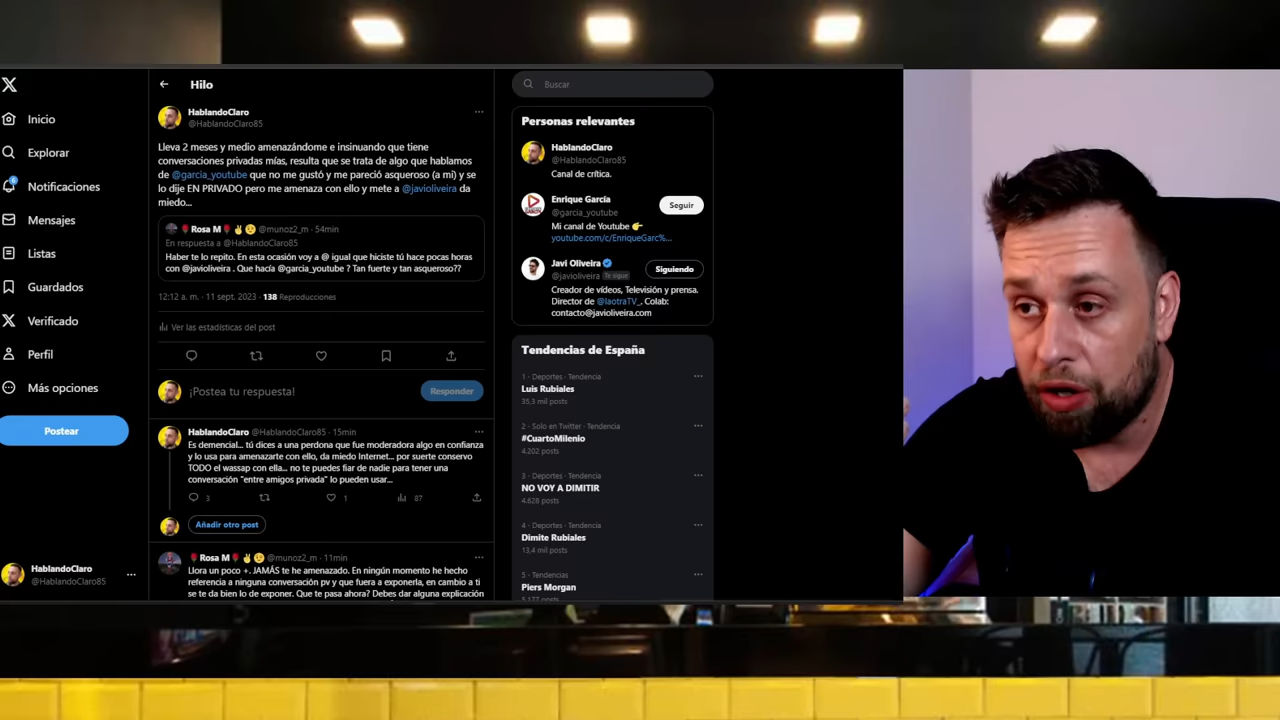 Inicio
Explorar
6
Notificaciones
Mensajes
Listas
Guardados
Verificado
Perfil
Más opciones
Postear
HablandoClaro
@HablandoClaro85
Hilo
HablandoClaro
@HablandoClaro85
Lleva 2 meses y medio amenazándome e insinuando que tiene
conversaciones privadas mías, resulta que se trata de algo que hablamos
de @garcia_youtube que no me gustó y me pareció asqueroso (a mi) y se
lo dije EN PRIVADO pero me amenaza con ello y mete a @javioliveira da
miedo...
Rosa M @munoz2_m · 54min
En respuesta a @HablandoClaro85
Haber te lo repito. En esta ocasión voy a @ igual que hiciste tú hace pocas horas
con @javioliveira . Que hacía @garcia_youtube ? Tan fuerte y tan asqueroso??
12:12 a. m. · 11 sept. 2023 · 138 Reproducciones
Ver las estadísticas del post
¡Postea tu respuesta!
Responder
HablandoClaro @HablandoClaro85 · 15min
Es demencial... tú dices a una perdona que fue moderadora algo en confianza
y lo usa para amenazarte con ello, da miedo Internet... por suerte conservo
TODO el wassap con ella... no te puedes fiar de nadie para tener una
conversación "entre amigos privada" lo pueden usar...
3
1
87
Añadir otro post
Rosa M @munoz2_m · 11min
Llora un poco +. JAMÁS te he amenazado. En ningún momento he hecho
referencia a ninguna conversación pv y que fuera a exponerla, en cambio a ti
se te da bien lo de exponer. Que te pasa ahora? Debes dar alguna explicación
Buscar
Personas relevantes
HablandoClaro
@HablandoClaro85
Canal de crítica.
Enrique García
@garcia_youtube
Seguir
Mi canal de Youtube
youtube.com/c/EnriqueGarc%...
Javi Oliveira
@javioliveira Te sigue
Siguiendo
Creador de vídeos, Televisión y prensa.
Director de @laotraTV_. Colab:
contacto@javioliveira.com
Tendencias de España
1 · Deportes · Tendencia
Luis Rubiales
35,3 mil posts
2 · Solo en Twitter · Tendencia
#CuartoMilenio
4.202 posts
3 · Deportes · Tendencia
NO VOY A DIMITIR
4.628 posts
4 · Deportes · Tendencia
Dimite Rubiales
13,4 mil posts
5 · Tendencias
Piers Morgan